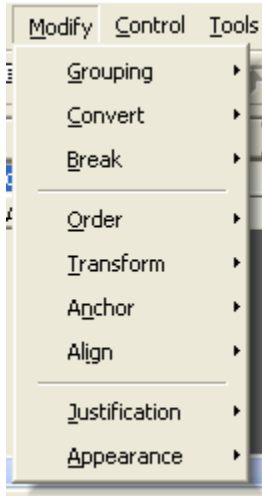 Modify Control Tools
Grouping
Convert
Break
Order
Transform
Anchor
Align
Justification
Appearance